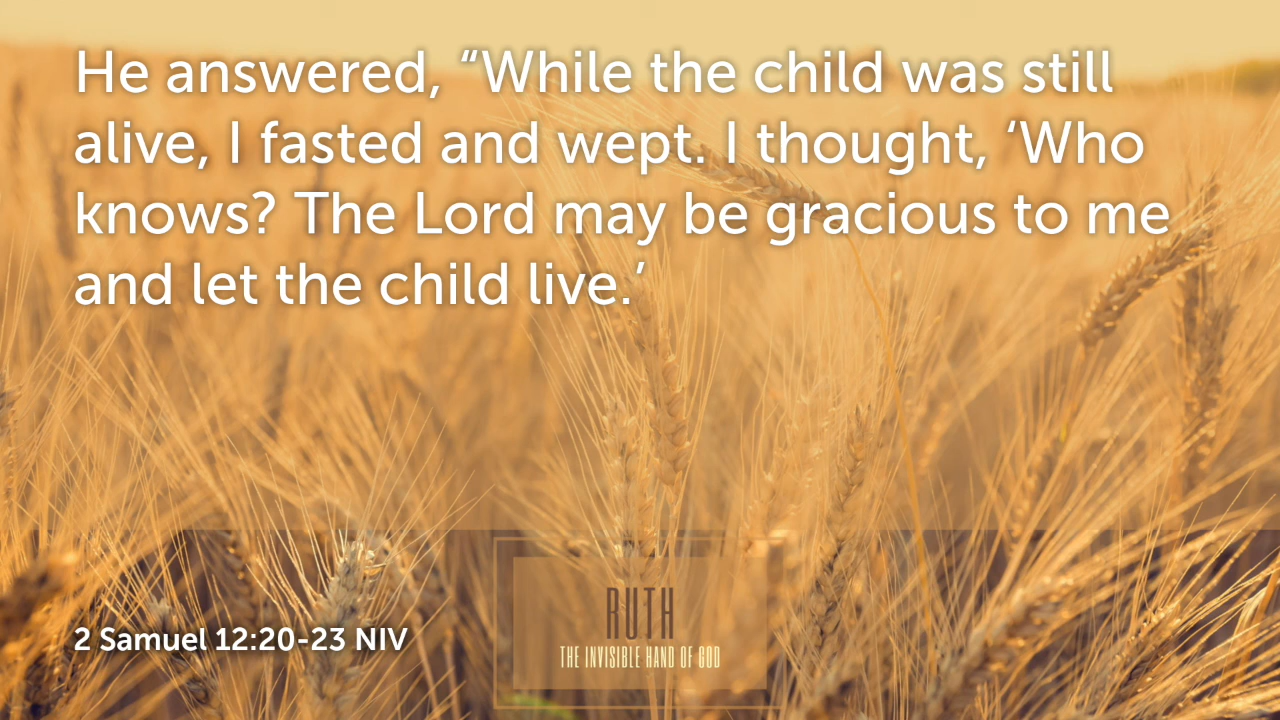 He answered, “While the child was still
alive, I fasted and wept. I thought, ‘Who
knows? The Lord may be gracious to me
and let the child live.’
2 Samuel 12:20-23 NIV
RUTH
THE INVISIBLE HAND OF GOD